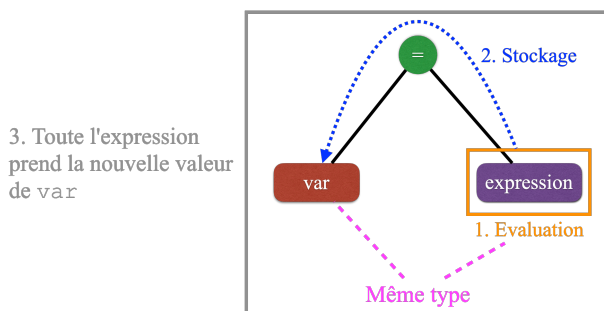 =
2. Stockage
3. Toute l'expression
prend la nouvelle valeur
de var
var
expression
1. Evaluation
Même type